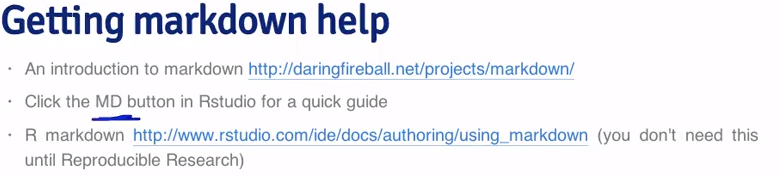 Getting markdown help
· An introduction to markdown http://daringfireball.net/projects/markdown/
· Click the MD button in Rstudio for a quick guide
· R markdown http://www.rstudio.com/ide/docs/authoring/using_markdown (you don't need this
until Reproducible Research)